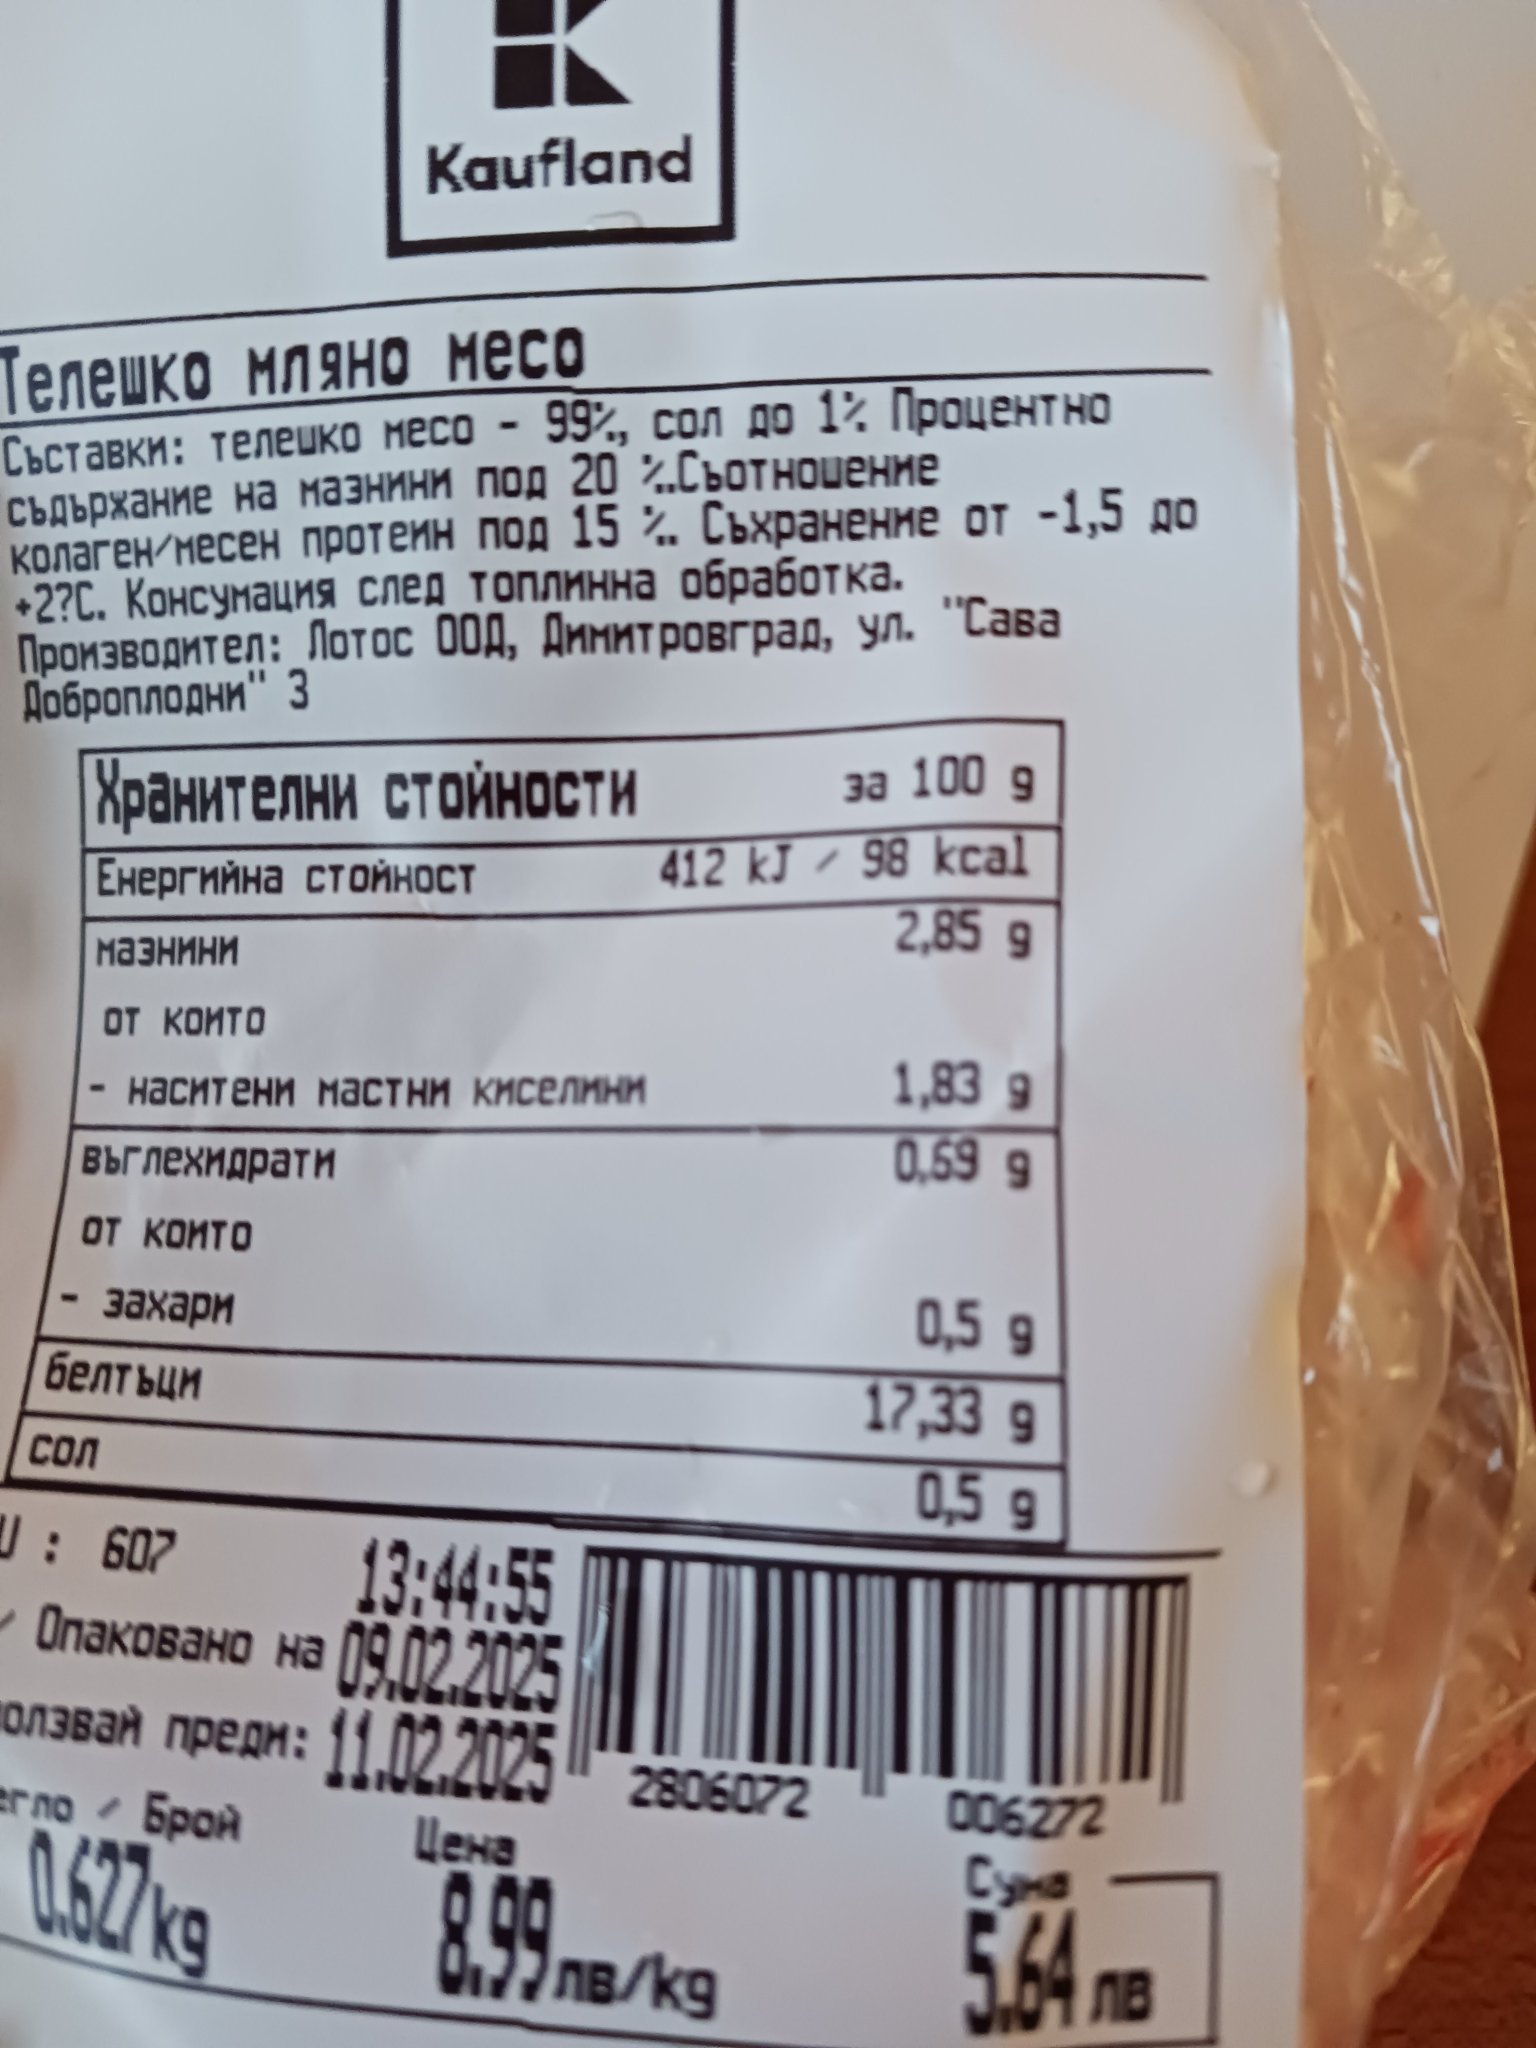 Kaufland
Телешко мляно месо
Съставки: телешко месо - 99%, сол до 1% Процентно
съдържание на мазнини под 20 %.Съотношение
колаген/месен протеин под 15 %. Съхранение от -1,5 до
+2?C. Консумация след топлинна обработка.
Производител: Лотос ООД, Димитровград, ул. "Сава
Доброплодни" 3
Хранителни стойности за 100 g
Енергийна стойност 412 kJ / 98 kcal
мазнини 2,85 g
от които
- наситени мастни киселини 1,83 g
въглехидрати 0,69 g
от които
- захари 0,5 g
белтъци 17,33 g
сол 0,5 g
: 607 13:44:55
/ Опаковано на 09.02.2025
ползвай преди: 11.02.2025
2806072 006272
егло / Брой Цена Сума
0.627kg 8.99лв/kg 5.64 лв